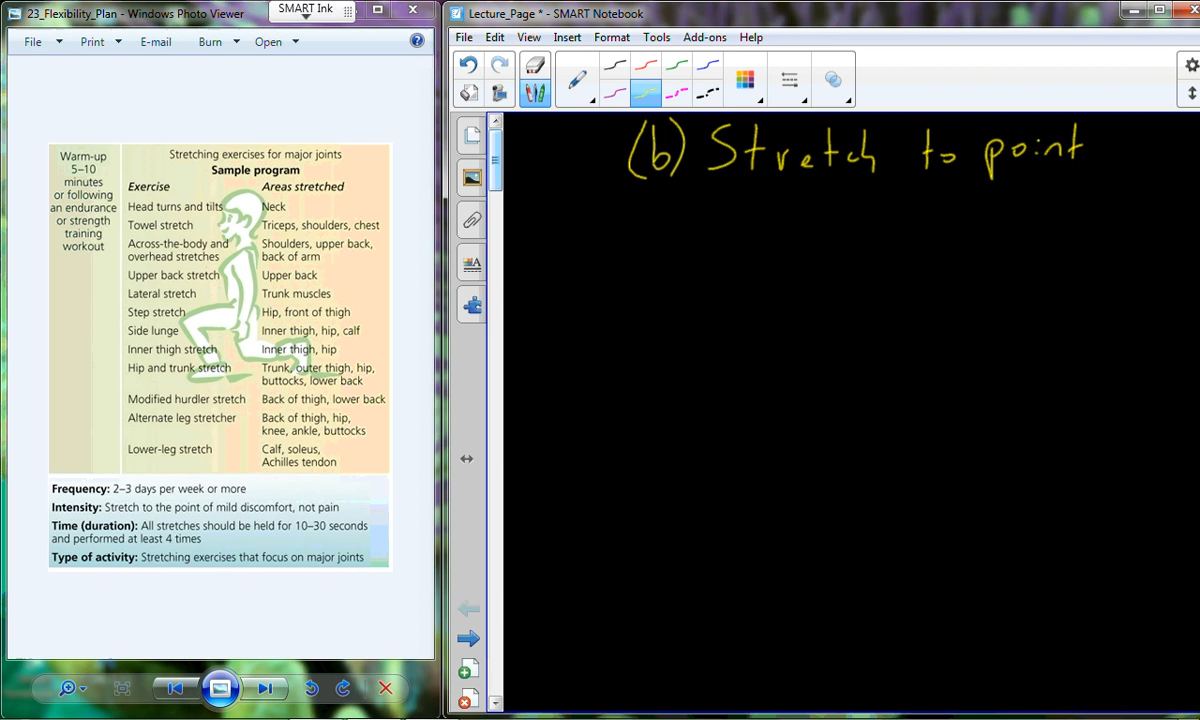 23_Flexibility_Plan - Windows Photo Viewer
SMART Ink
File Print E-mail Burn Open
Warm-up
5–10
minutes
or following
an endurance
or strength
training
workout
Stretching exercises for major joints
Sample program
Exercise Areas stretched
Head turns and tilts Neck
Towel stretch Triceps, shoulders, chest
Across-the-body and Shoulders, upper back,
overhead stretches back of arm
Upper back stretch Upper back
Lateral stretch Trunk muscles
Step stretch Hip, front of thigh
Side lunge Inner thigh, hip, calf
Inner thigh stretch Inner thigh, hip
Hip and trunk stretch Trunk, outer thigh, hip,
buttocks, lower back
Modified hurdler stretch Back of thigh, lower back
Alternate leg stretcher Back of thigh, hip,
knee, ankle, buttocks
Lower-leg stretch Calf, soleus,
Achilles tendon
Frequency: 2–3 days per week or more
Intensity: Stretch to the point of mild discomfort, not pain
Time (duration): All stretches should be held for 10–30 seconds
and performed at least 4 times
Type of activity: Stretching exercises that focus on major joints
Lecture_Page * - SMART Notebook
File Edit View Insert Format Tools Add-ons Help
(b) Stretch to point